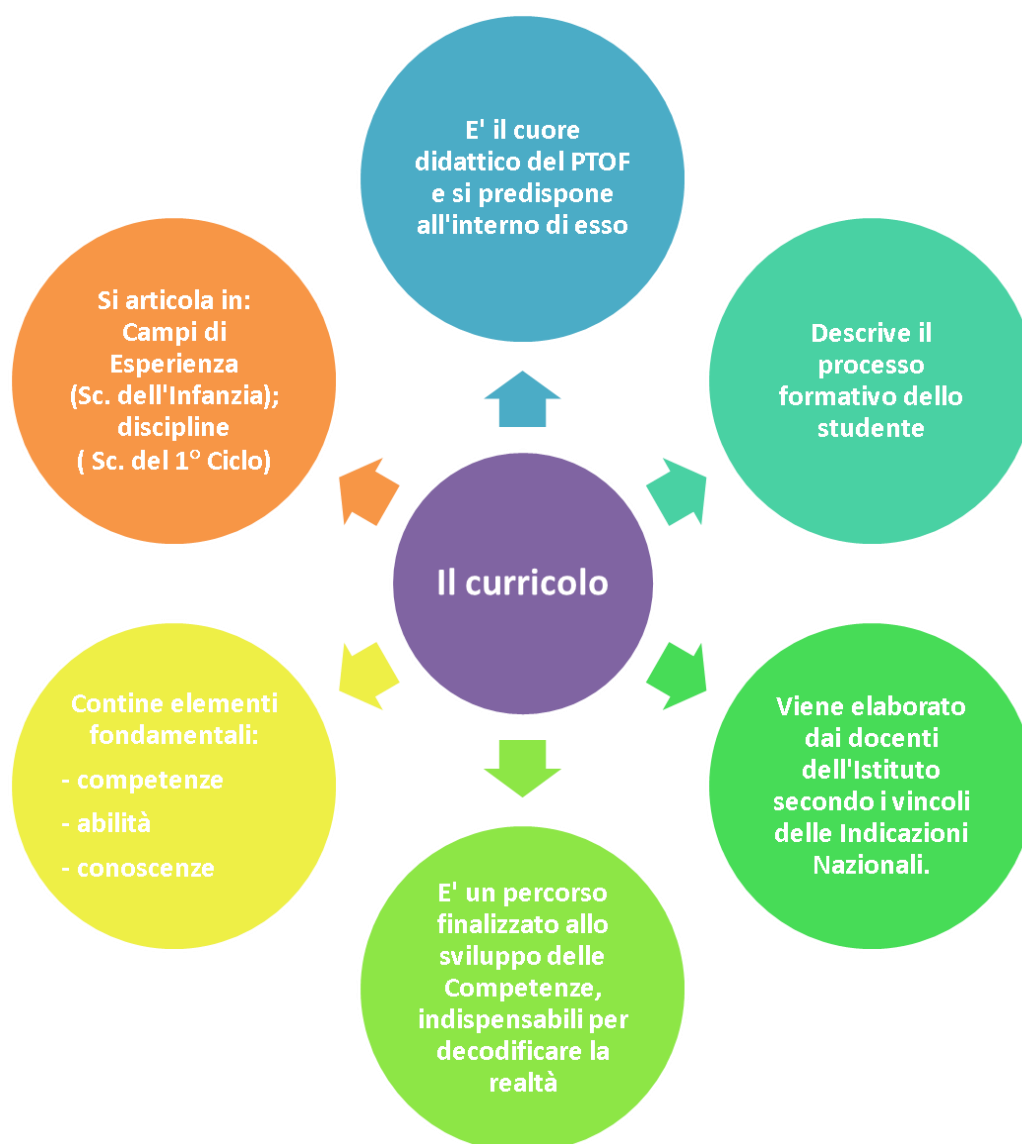 E' il cuore
didattico del PTOF
e si predispone
all'interno di esso
Descrive il
processo
formativo dello
studente
Viene elaborato
dai docenti
dell'Istituto
secondo i vincoli
delle Indicazioni
Nazionali.
E' un percorso
finalizzato allo
sviluppo delle
Competenze,
indispensabili per
decodificare la
realtà
Contine elementi
fondamentali:
- competenze
- abilità
- conoscenze
Si articola in:
Campi di
Esperienza
(Sc. dell'Infanzia);
discipline
( Sc. del 1° Ciclo)
Il curricolo